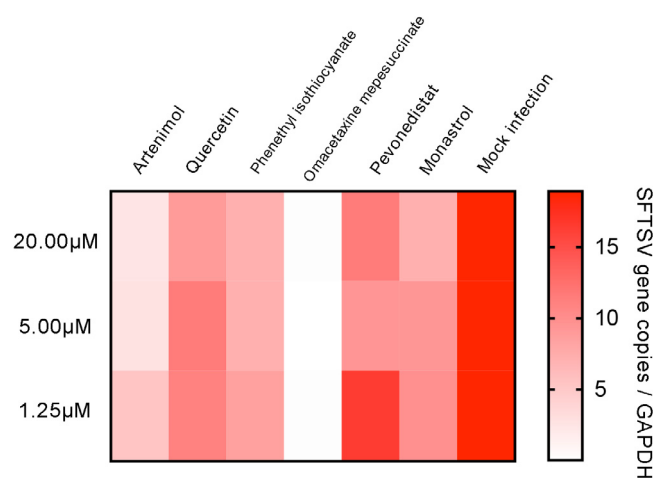 Artenimol
Quercetin
Phenethyl isothiocyanate
Omacetaxine mepesuccinate
Pevonedistat
Monastrol
Mock infection
20.00μM
5.00μM
1.25μM
15
10
5
SFTSV gene copies / GAPDH